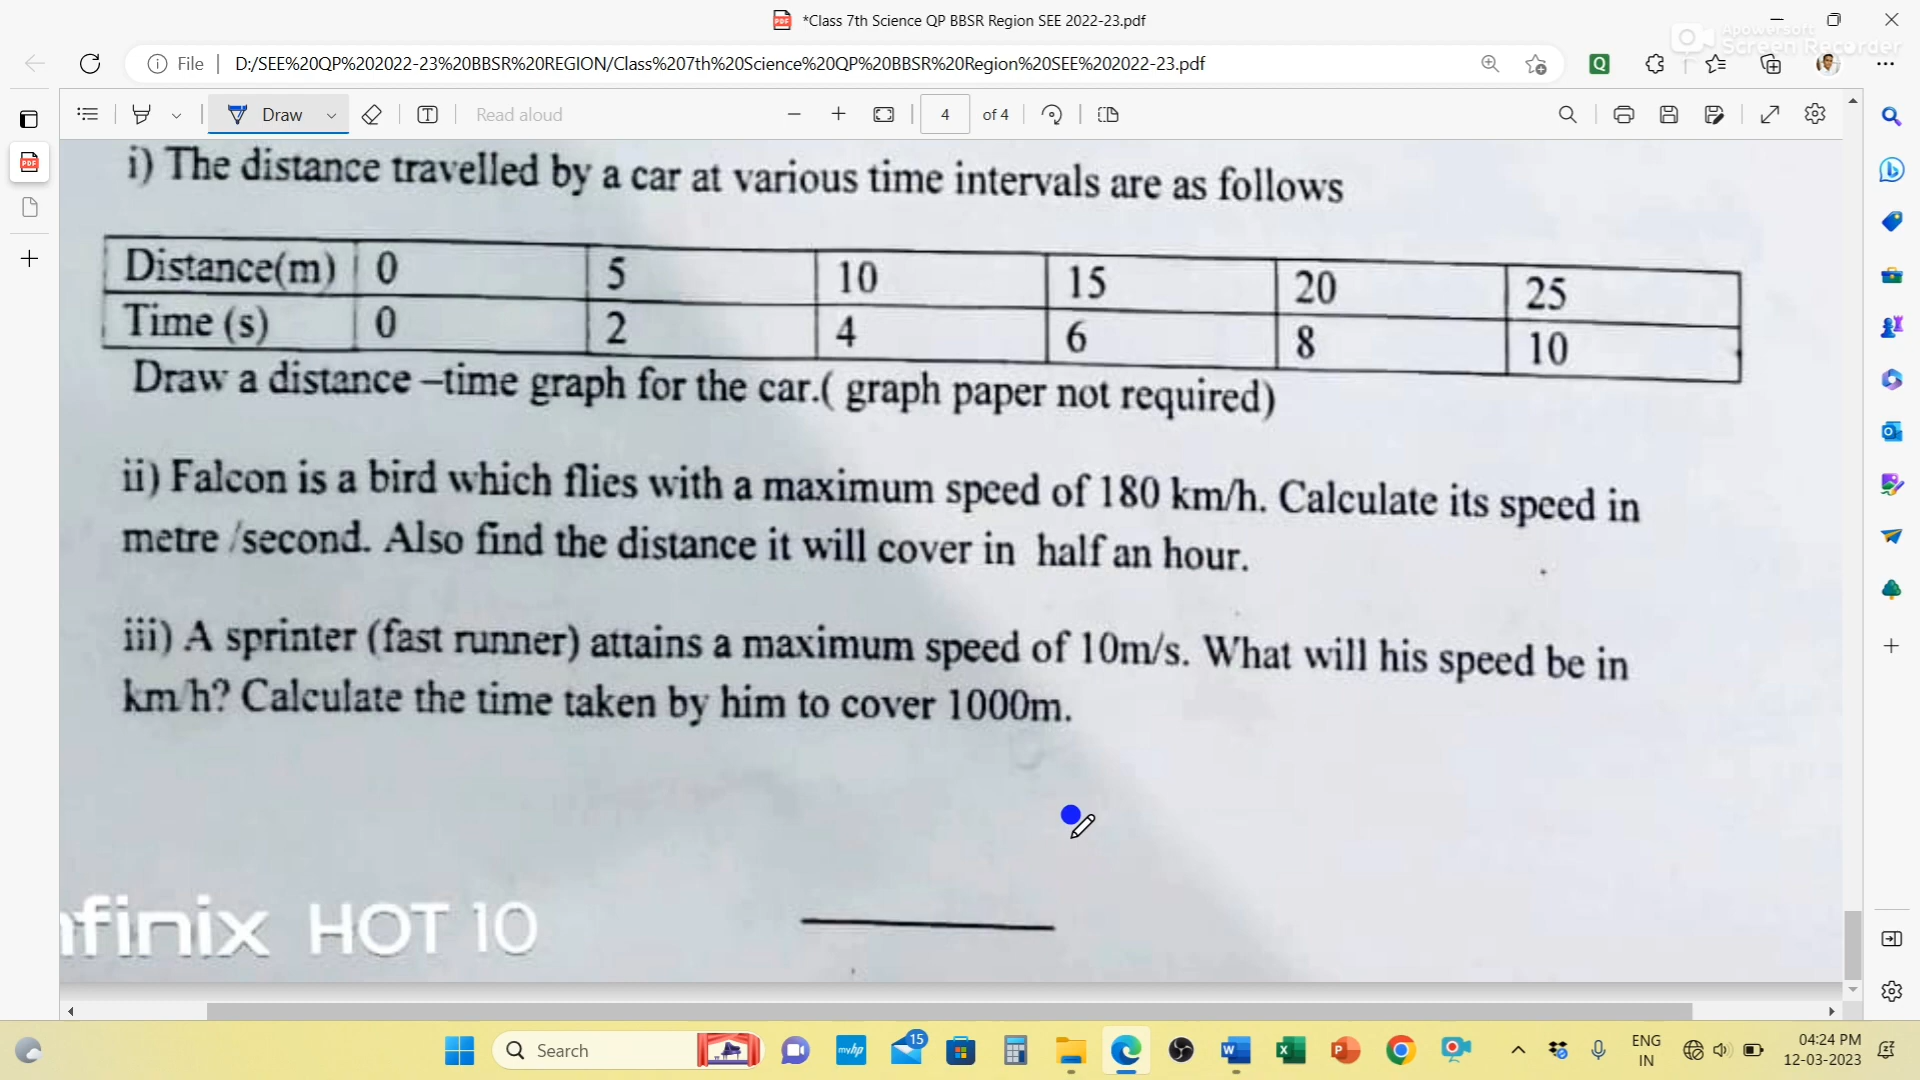 *Class 7th Science QP BBSR Region SEE 2022-23.pdf
Apowersoft
Screen Recorder
File
D:/SEE%20QP%202022-23%20BBSR%20REGION/Class%207th%20Science%20QP%20BBSR%20Region%20SEE%202022-23.pdf
Draw
Read aloud
4 of 4
i) The distance travelled by a car at various time intervals are as follows
Distance(m) 0 5 10 15 20 25
Time (s) 0 2 4 6 8 10
Draw a distance –time graph for the car.( graph paper not required)
ii) Falcon is a bird which flies with a maximum speed of 180 km/h. Calculate its speed in
metre /second. Also find the distance it will cover in half an hour.
iii) A sprinter (fast runner) attains a maximum speed of 10m/s. What will his speed be in
km/h? Calculate the time taken by him to cover 1000m.
nfinix HOT 10
Search
myhp
15
ENG
IN
04:24 PM
12-03-2023